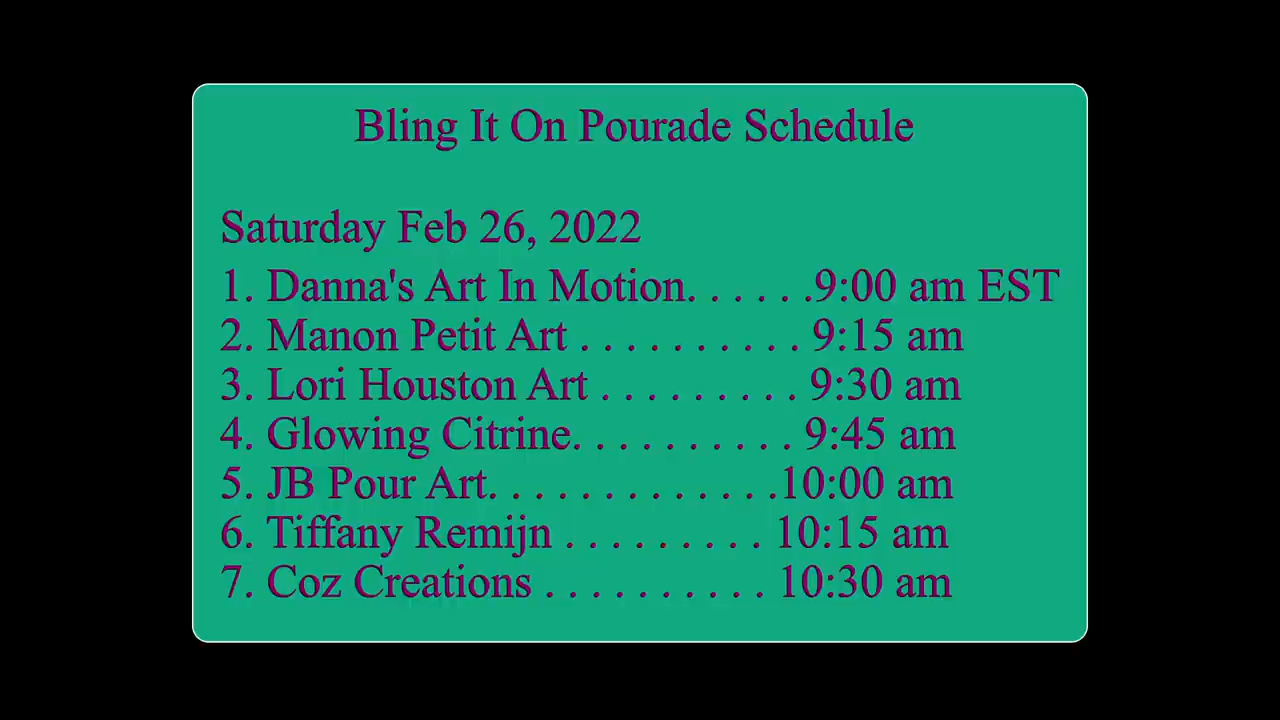 Bling It On Pourade Schedule
Saturday Feb 26, 2022
1. Danna's Art In Motion. . . . . .9:00 am EST
2. Manon Petit Art . . . . . . . . . . 9:15 am
3. Lori Houston Art . . . . . . . . . 9:30 am
4. Glowing Citrine. . . . . . . . . . 9:45 am
5. JB Pour Art. . . . . . . . . . . . .10:00 am
6. Tiffany Remijn . . . . . . . . . 10:15 am
7. Coz Creations . . . . . . . . . . 10:30 am